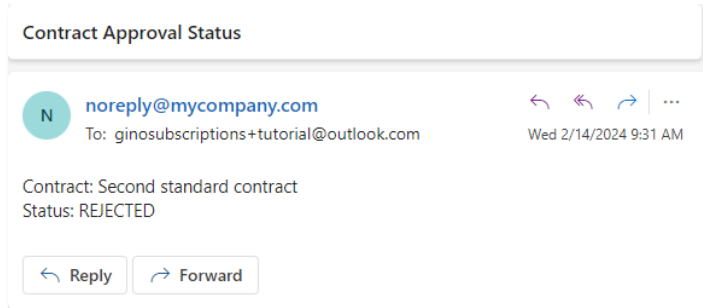 Contract Approval Status
N
noreply@mycompany.com
To: ginosubscriptions+tutorial@outlook.com
Wed 2/14/2024 9:31 AM
Contract: Second standard contract
Status: REJECTED
Reply
Forward